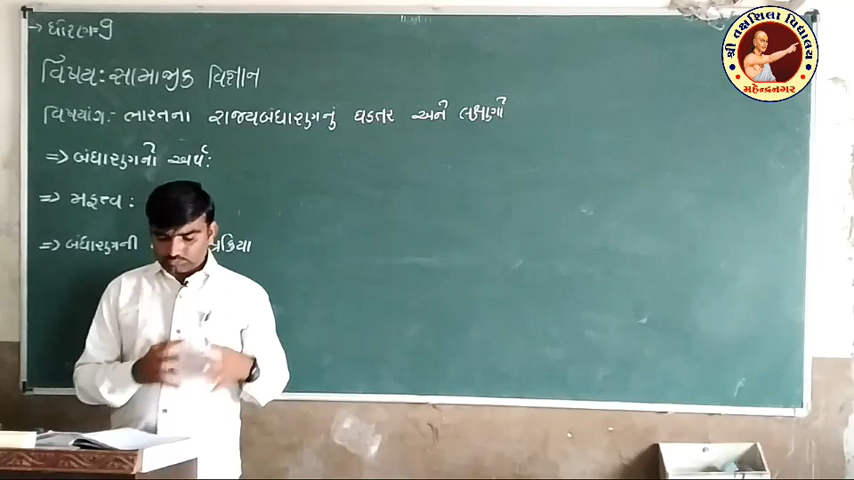 → ધોરણ-9
વિષય: સામાજીક વિજ્ઞાન
વિષયાંગ:- ભારતના રાજ્યબંધારણનું ઘડતર અને લક્ષણો
=> બંધારણનો અર્થ:
=> મહત્વ :
=> બંધારણની પ્રક્રિયા
શ્રી તક્ષશિલા વિદ્યાલય
મહેન્દ્રનગર